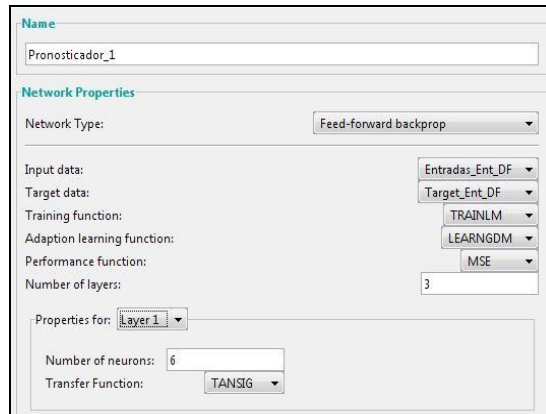 Name
Pronosticador_1
Network Properties
Network Type: Feed-forward backprop
Input data: Entradas_Ent_DF
Target data: Target_Ent_DF
Training function: TRAINLM
Adaption learning function: LEARNGDM
Performance function: MSE
Number of layers: 3
Properties for: Layer 1
Number of neurons: 6
Transfer Function: TANSIG